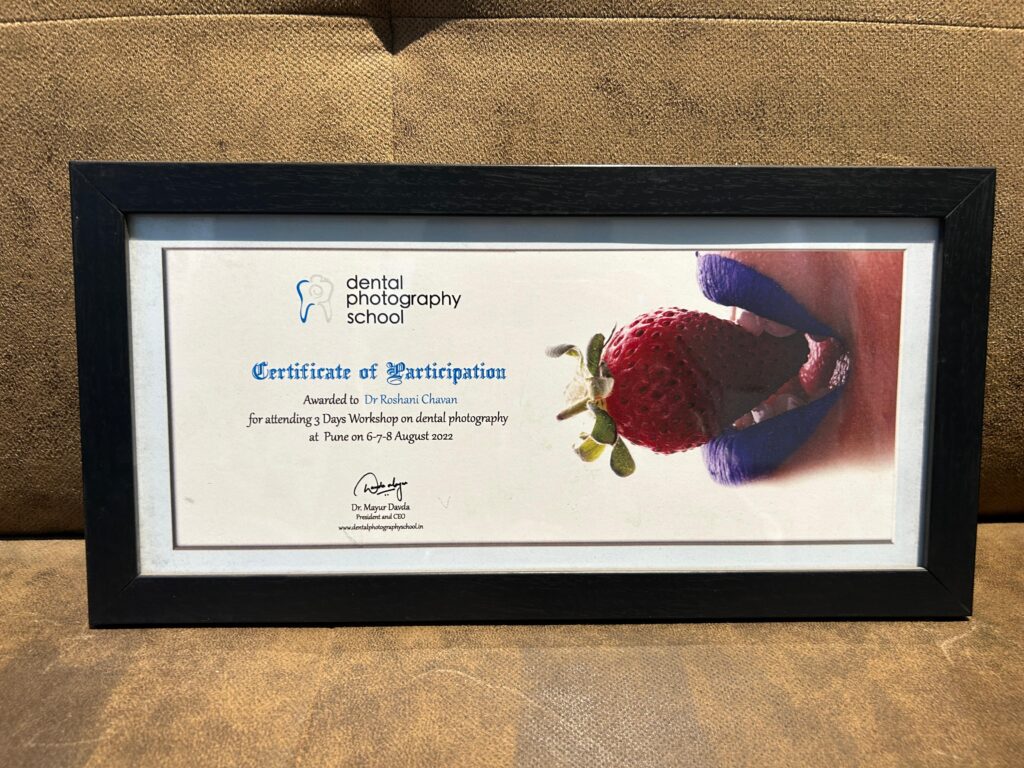 dental
photography
school
Certificate of Participation
Awarded to Dr Roshani Chavan
for attending 3 Days Workshop on dental photography
at Pune on 6-7-8 August 2022
Dr. Mayur Davda
President and CEO
www.dentalphotographyschool.in